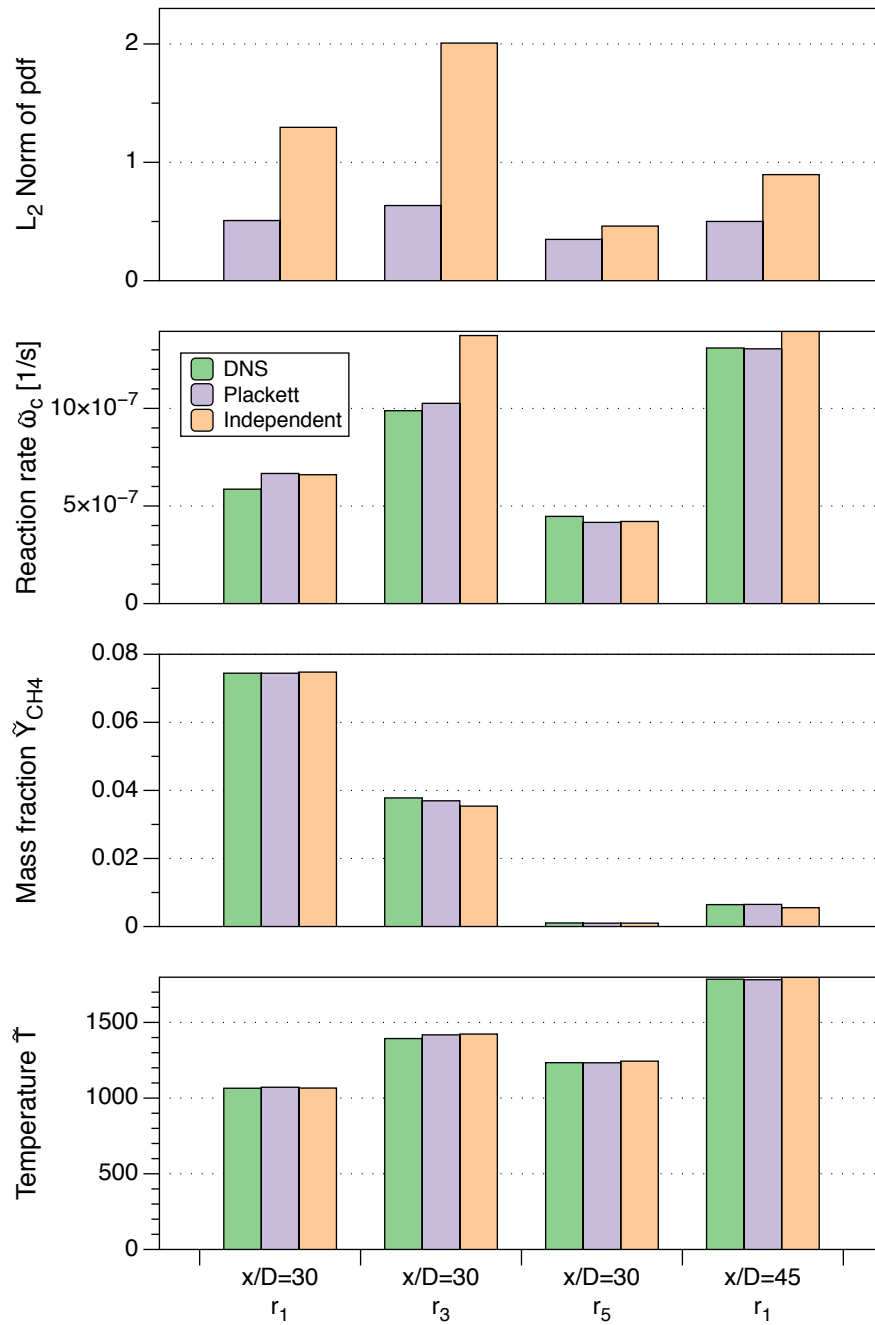 L₂ Norm of pdf
2
1
0
Reaction rate ω̃c [1/s]
10×10⁻⁷
5×10⁻⁷
0
DNS
Plackett
Independent
Mass fraction ỸCH4
0.08
0.06
0.04
0.02
0
Temperature T̃
1500
1000
500
0
x/D=30 x/D=30 x/D=30 x/D=45
r₁ r₃ r₅ r₁